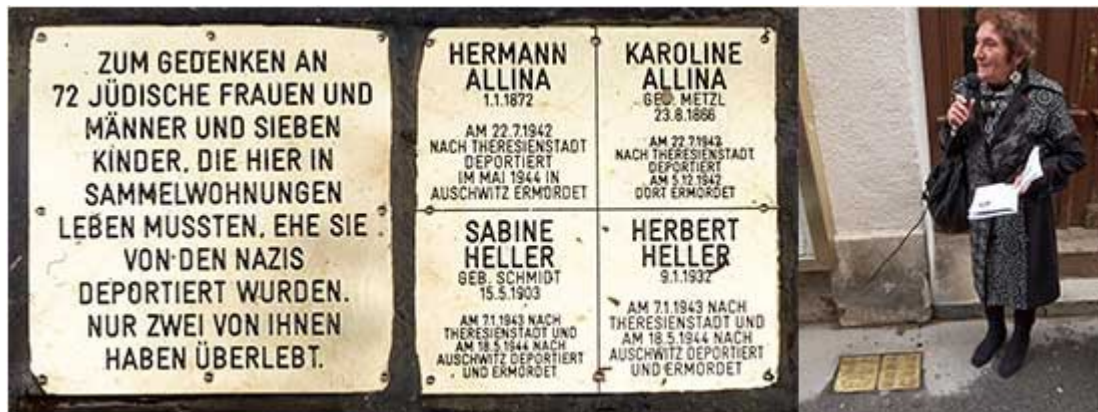 ZUM GEDENKEN AN
72 JÜDISCHE FRAUEN UND
MÄNNER UND SIEBEN
KINDER, DIE HIER IN
SAMMELWOHNUNGEN
LEBEN MUSSTEN, EHE SIE
VON DEN NAZIS
DEPORTIERT WURDEN.
NUR ZWEI VON IHNEN
HABEN ÜBERLEBT.
HERMANN
ALLINA
1.1.1872
AM 22.7.1942
NACH THERESIENSTADT
DEPORTIERT
IM MAI 1944 IN
AUSCHWITZ ERMORDET
KAROLINE
ALLINA
GEB. METZL
23.8.1866
AM 22.7.1942
NACH THERESIENSTADT
DEPORTIERT
AM 5.12.1942
DORT ERMORDET
SABINE
HELLER
GEB. SCHMIDT
15.5.1903
AM 7.1.1943 NACH
THERESIENSTADT UND
AM 18.5.1944 NACH
AUSCHWITZ DEPORTIERT
UND ERMORDET
HERBERT
HELLER
9.1.1932
AM 7.1.1943 NACH
THERESIENSTADT UND
AM 18.5.1944 NACH
AUSCHWITZ DEPORTIERT
UND ERMORDET